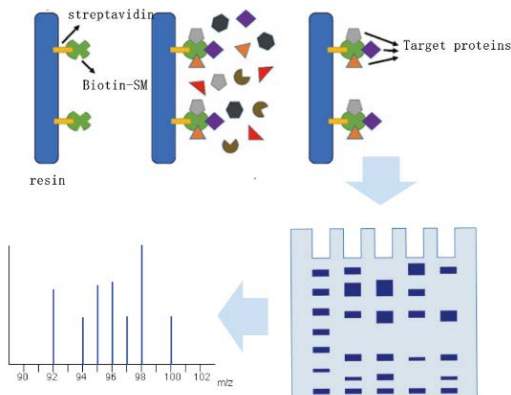 streptavidin
Biotin-SM
Target proteins
resin
90 92 94 96 98 100 102
m/z